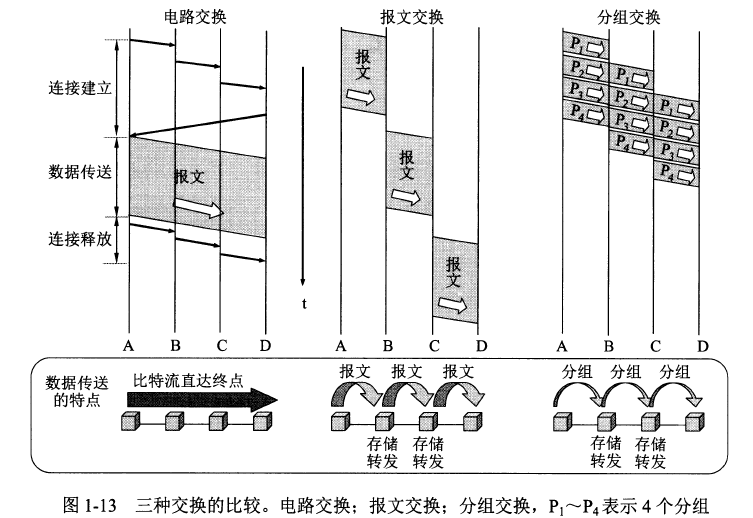 电路交换 报文交换 分组交换
连接建立
数据传送
连接释放
报文
t
报文
报文
报文
P1
P2 P1
P3 P2 P1
P4 P3 P2
P4 P3
P4
A B C D A B C D A B C D
数据传送
的特点
比特流直达终点
报文 报文 报文
分组 分组 分组
存储 存储
转发 转发
存储 存储
转发 转发
图 1-13 三种交换的比较。电路交换；报文交换；分组交换，P1～P4 表示 4 个分组